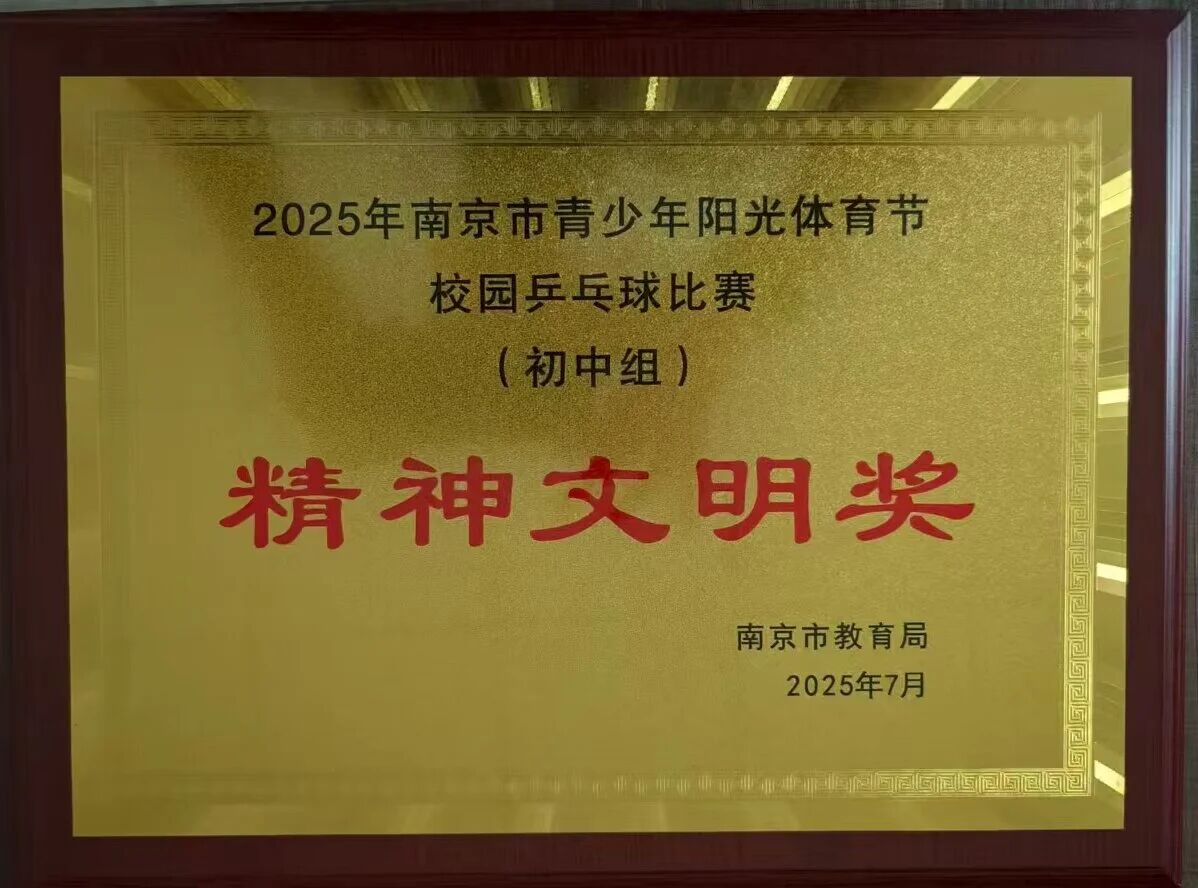 2025年南京市青少年阳光体育节
校园乒乓球比赛
（初中组）
精神文明奖
南京市教育局
2025年7月